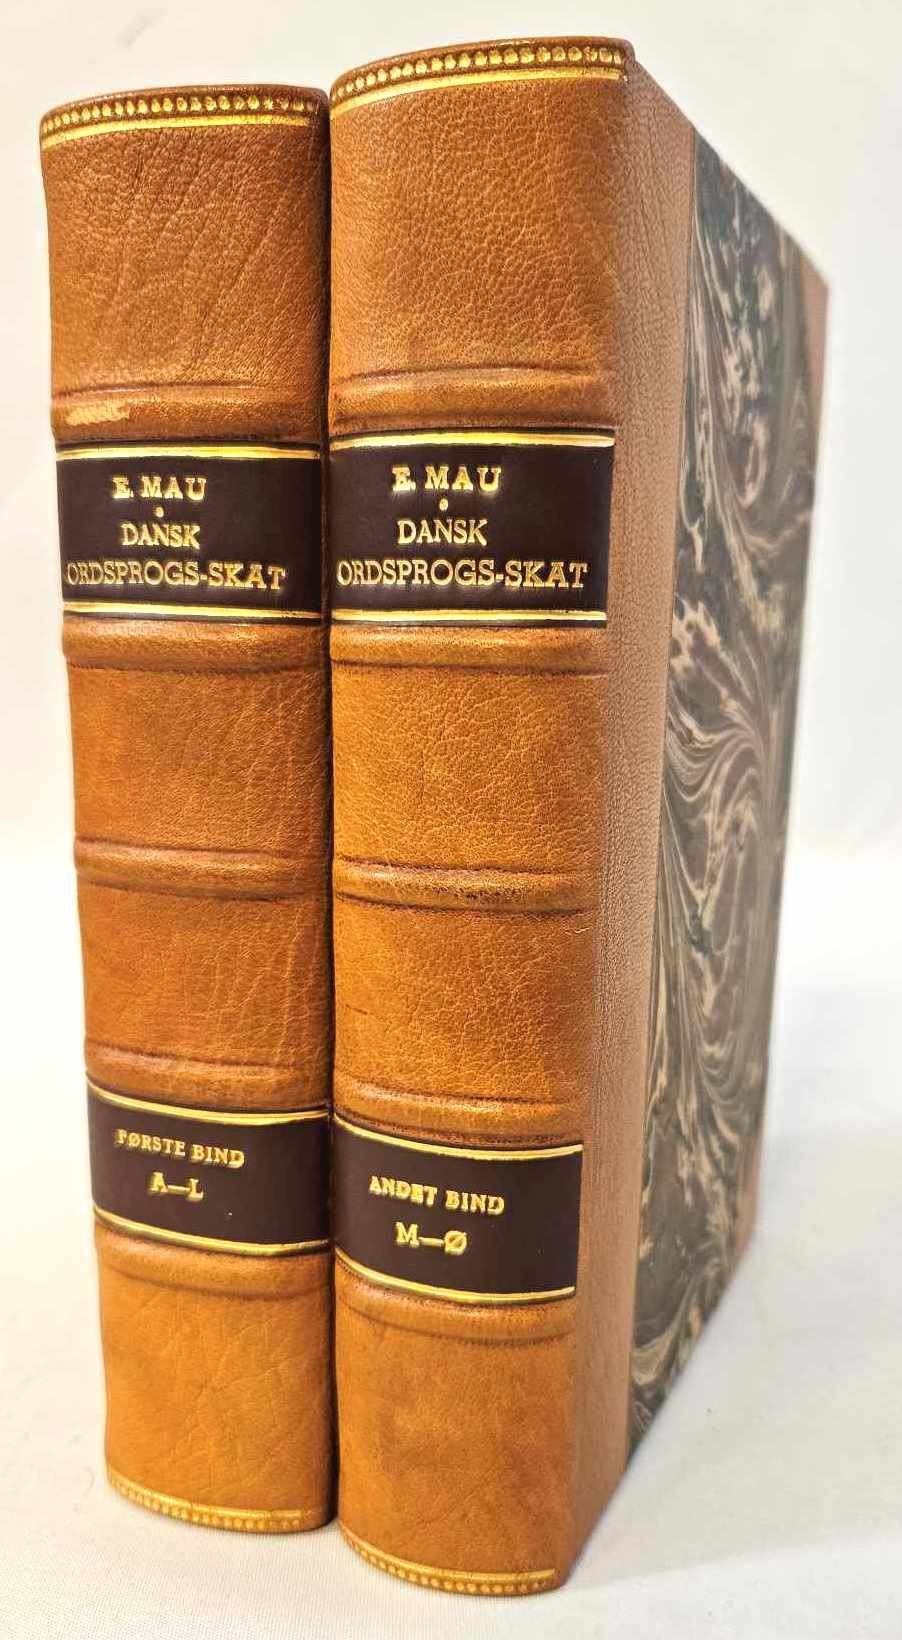 E. MAU
DANSK
ORDSPROGS-SKAT
FØRSTE BIND
A—L
E. MAU
DANSK
ORDSPROGS-SKAT
ANDET BIND
M—Ø